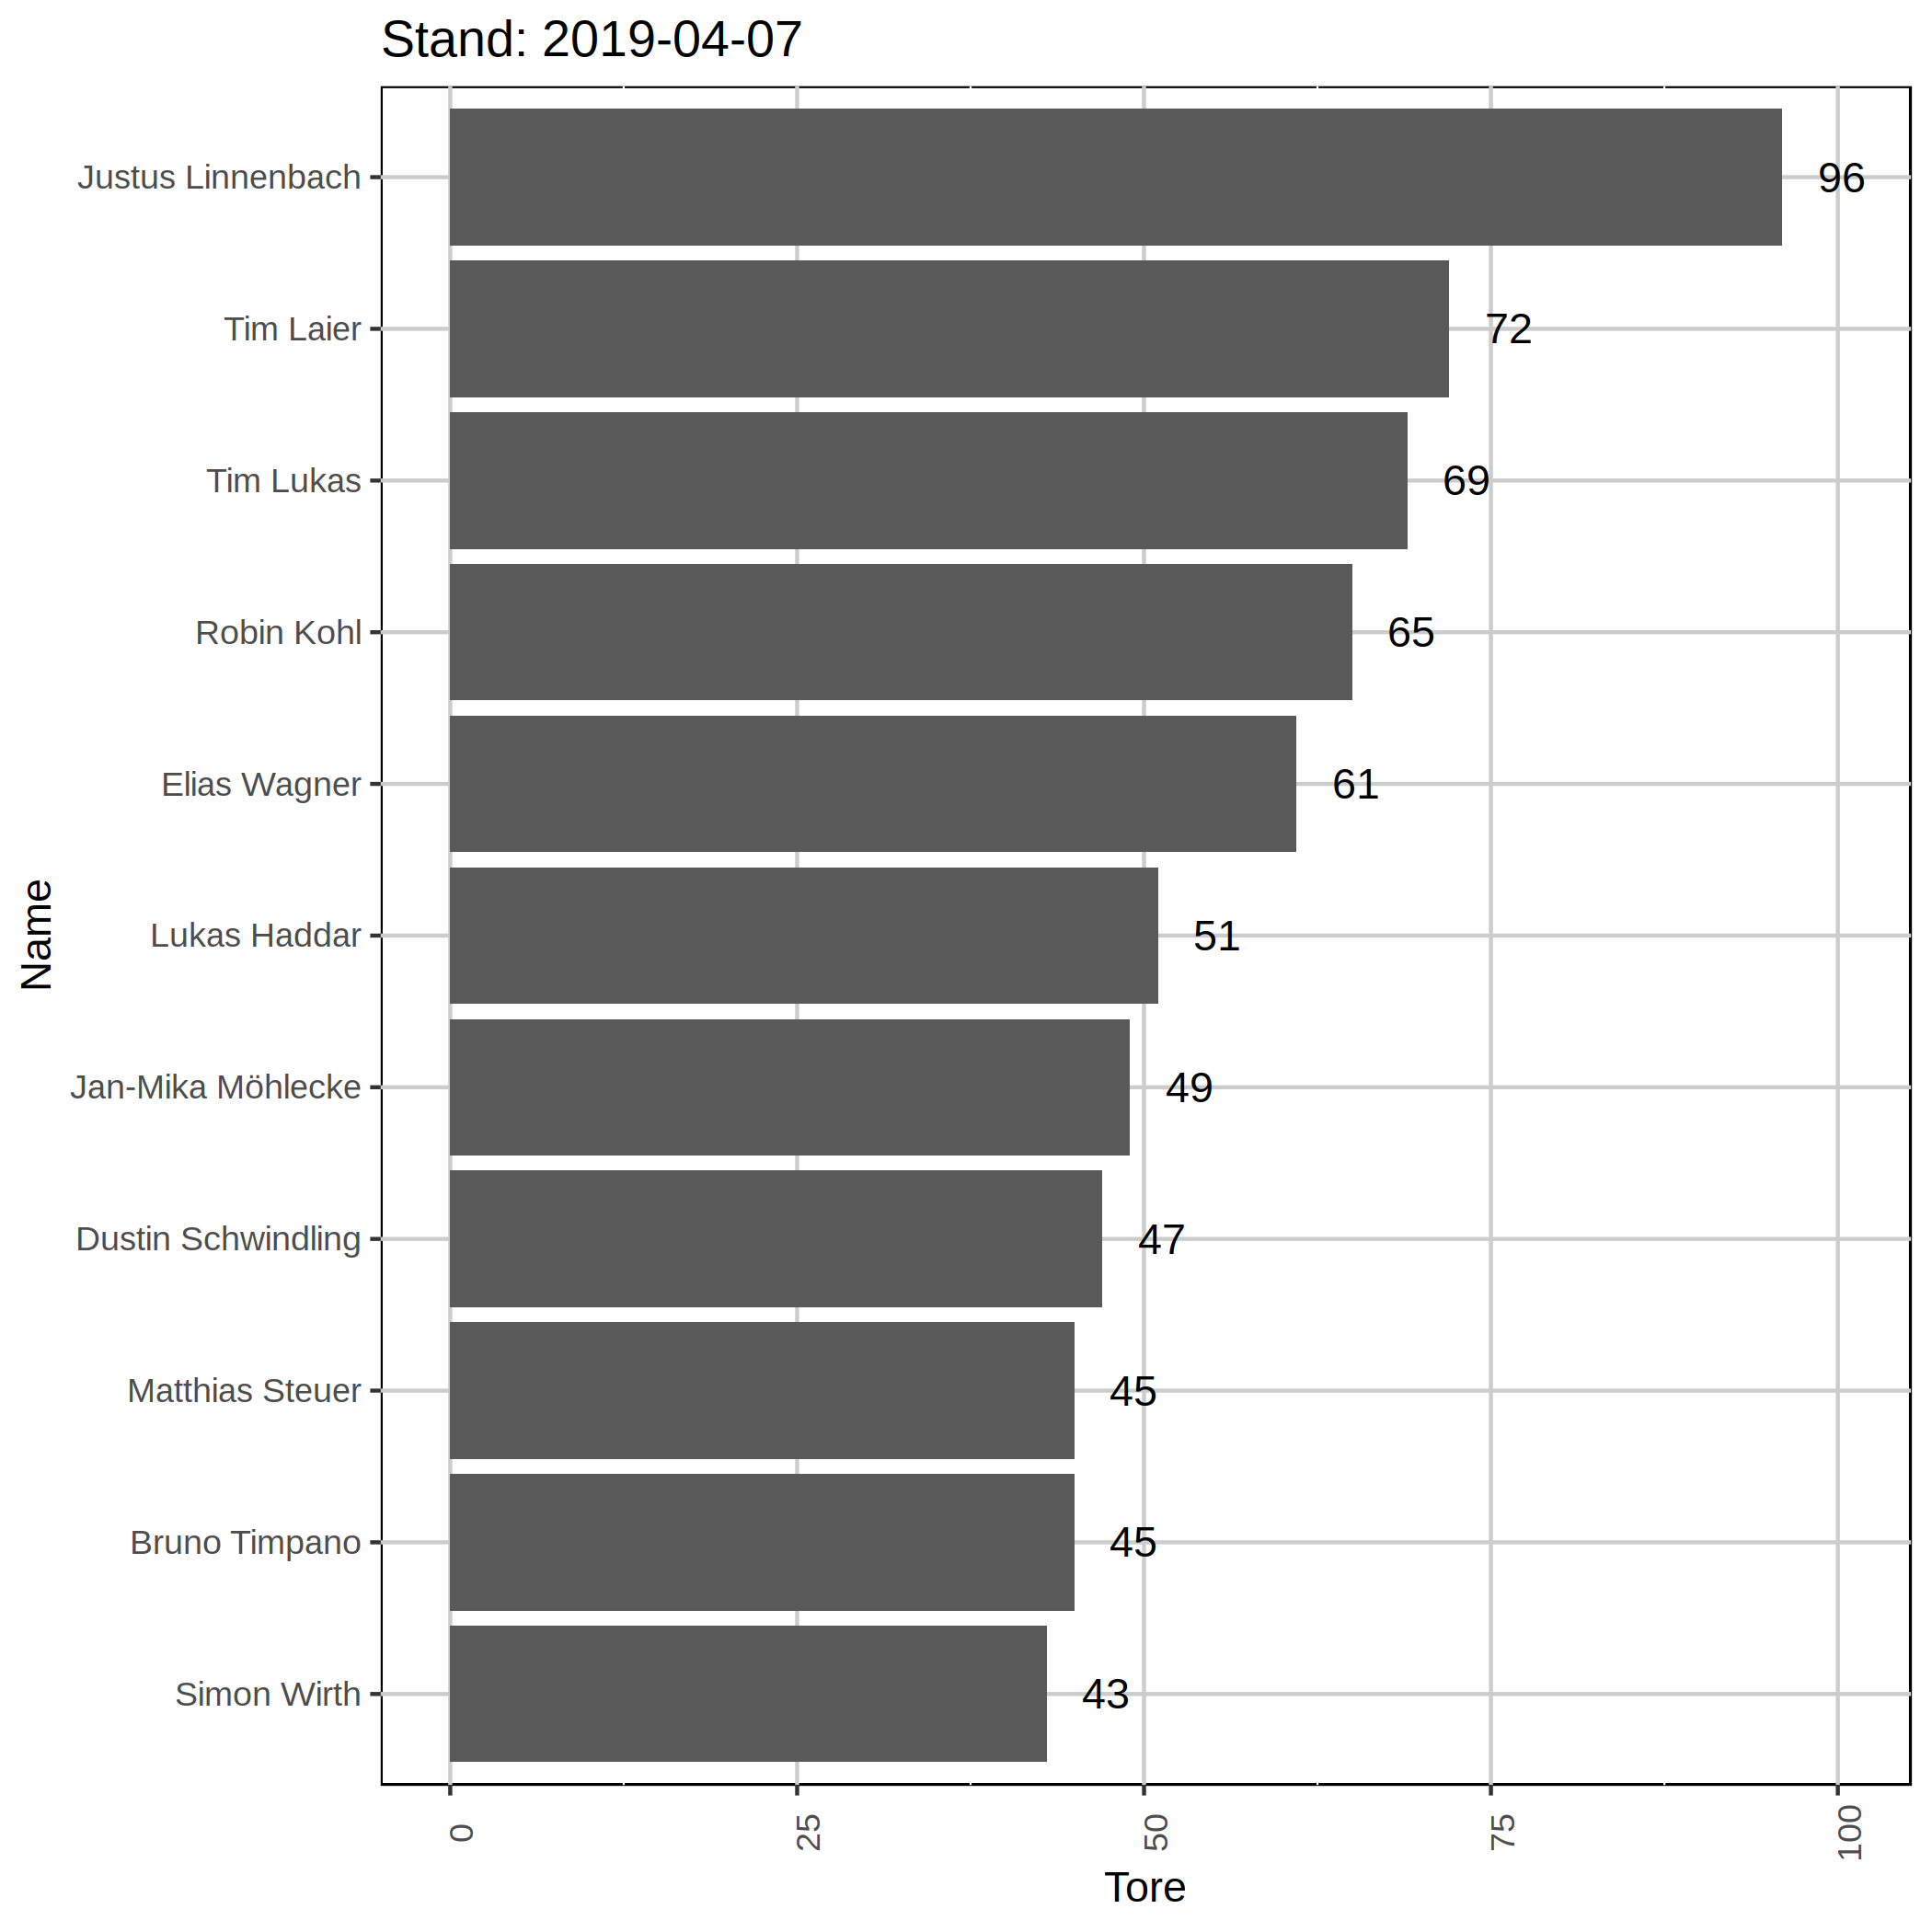 Stand: 2019-04-07
Justus Linnenbach 96
Tim Laier 72
Tim Lukas 69
Robin Kohl 65
Elias Wagner 61
Lukas Haddar 51
Jan-Mika Möhlecke 49
Dustin Schwindling 47
Matthias Steuer 45
Bruno Timpano 45
Simon Wirth 43
Name
0 25 50 75 100
Tore